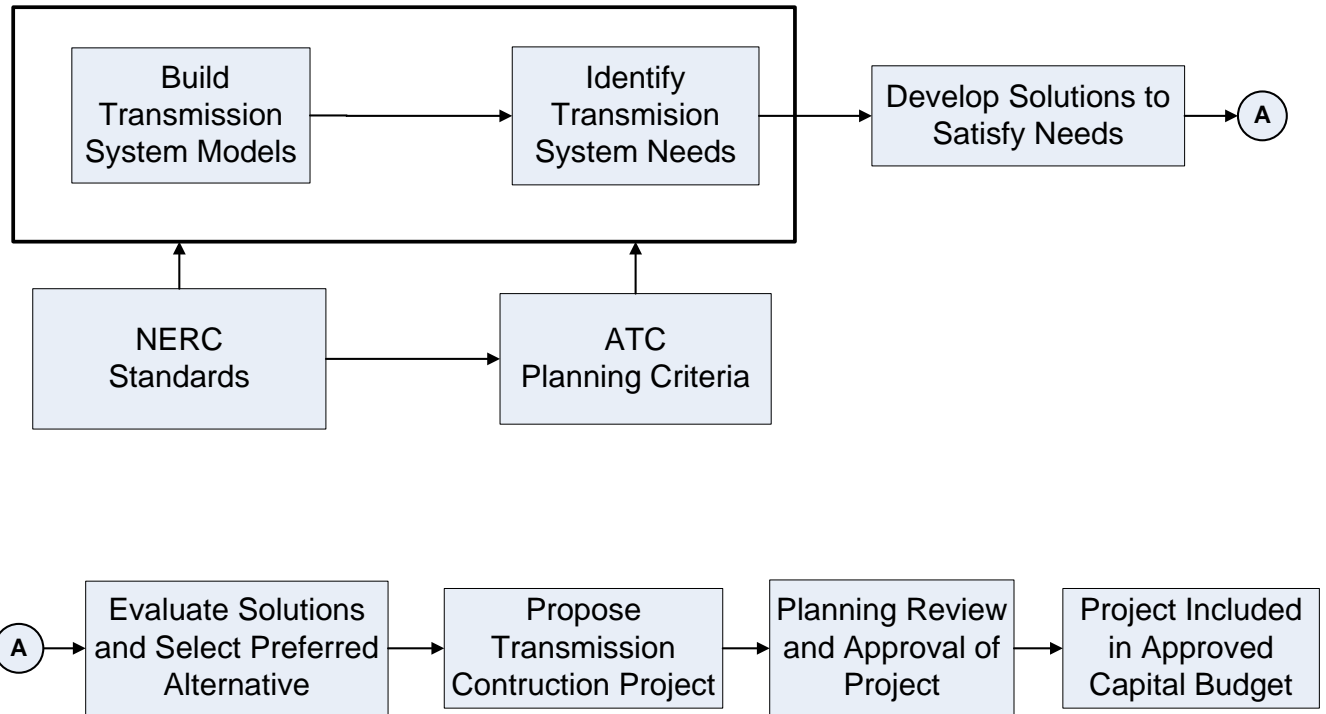 Build
Transmission
System Models
Identify
Transmision
System Needs
Develop Solutions to
Satisfy Needs
A
NERC
Standards
ATC
Planning Criteria
A
Evaluate Solutions
and Select Preferred
Alternative
Propose
Transmission
Contruction Project
Planning Review
and Approval of
Project
Project Included
in Approved
Capital Budget